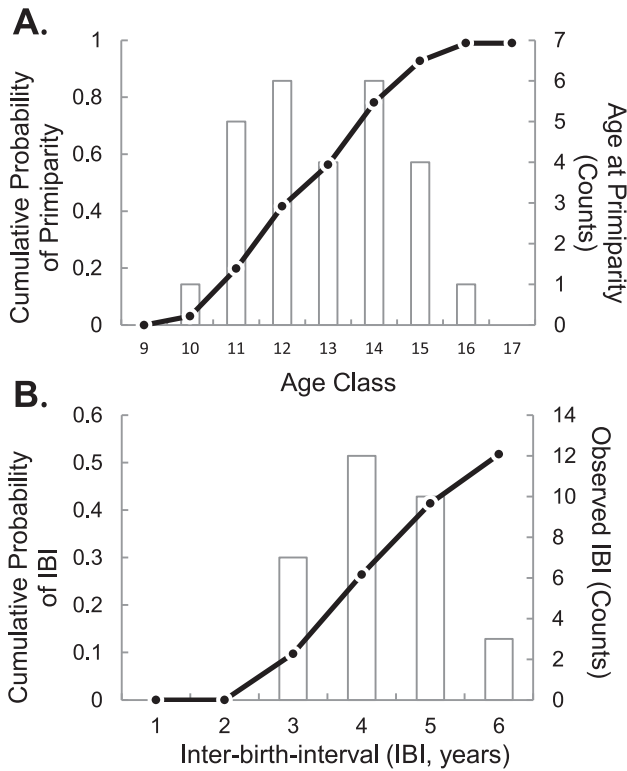 A.
Cumulative Probability
of Primiparity
1
0.8
0.6
0.4
0.2
0
7
6
5
4
3
2
1
0
Age at Primiparity
(Counts)
9 10 11 12 13 14 15 16 17
Age Class
B.
Cumulative Probability
of IBI
0.6
0.5
0.4
0.3
0.2
0.1
0
14
12
10
8
6
4
2
0
Observed IBI (Counts)
1 2 3 4 5 6
Inter-birth-interval (IBI, years)